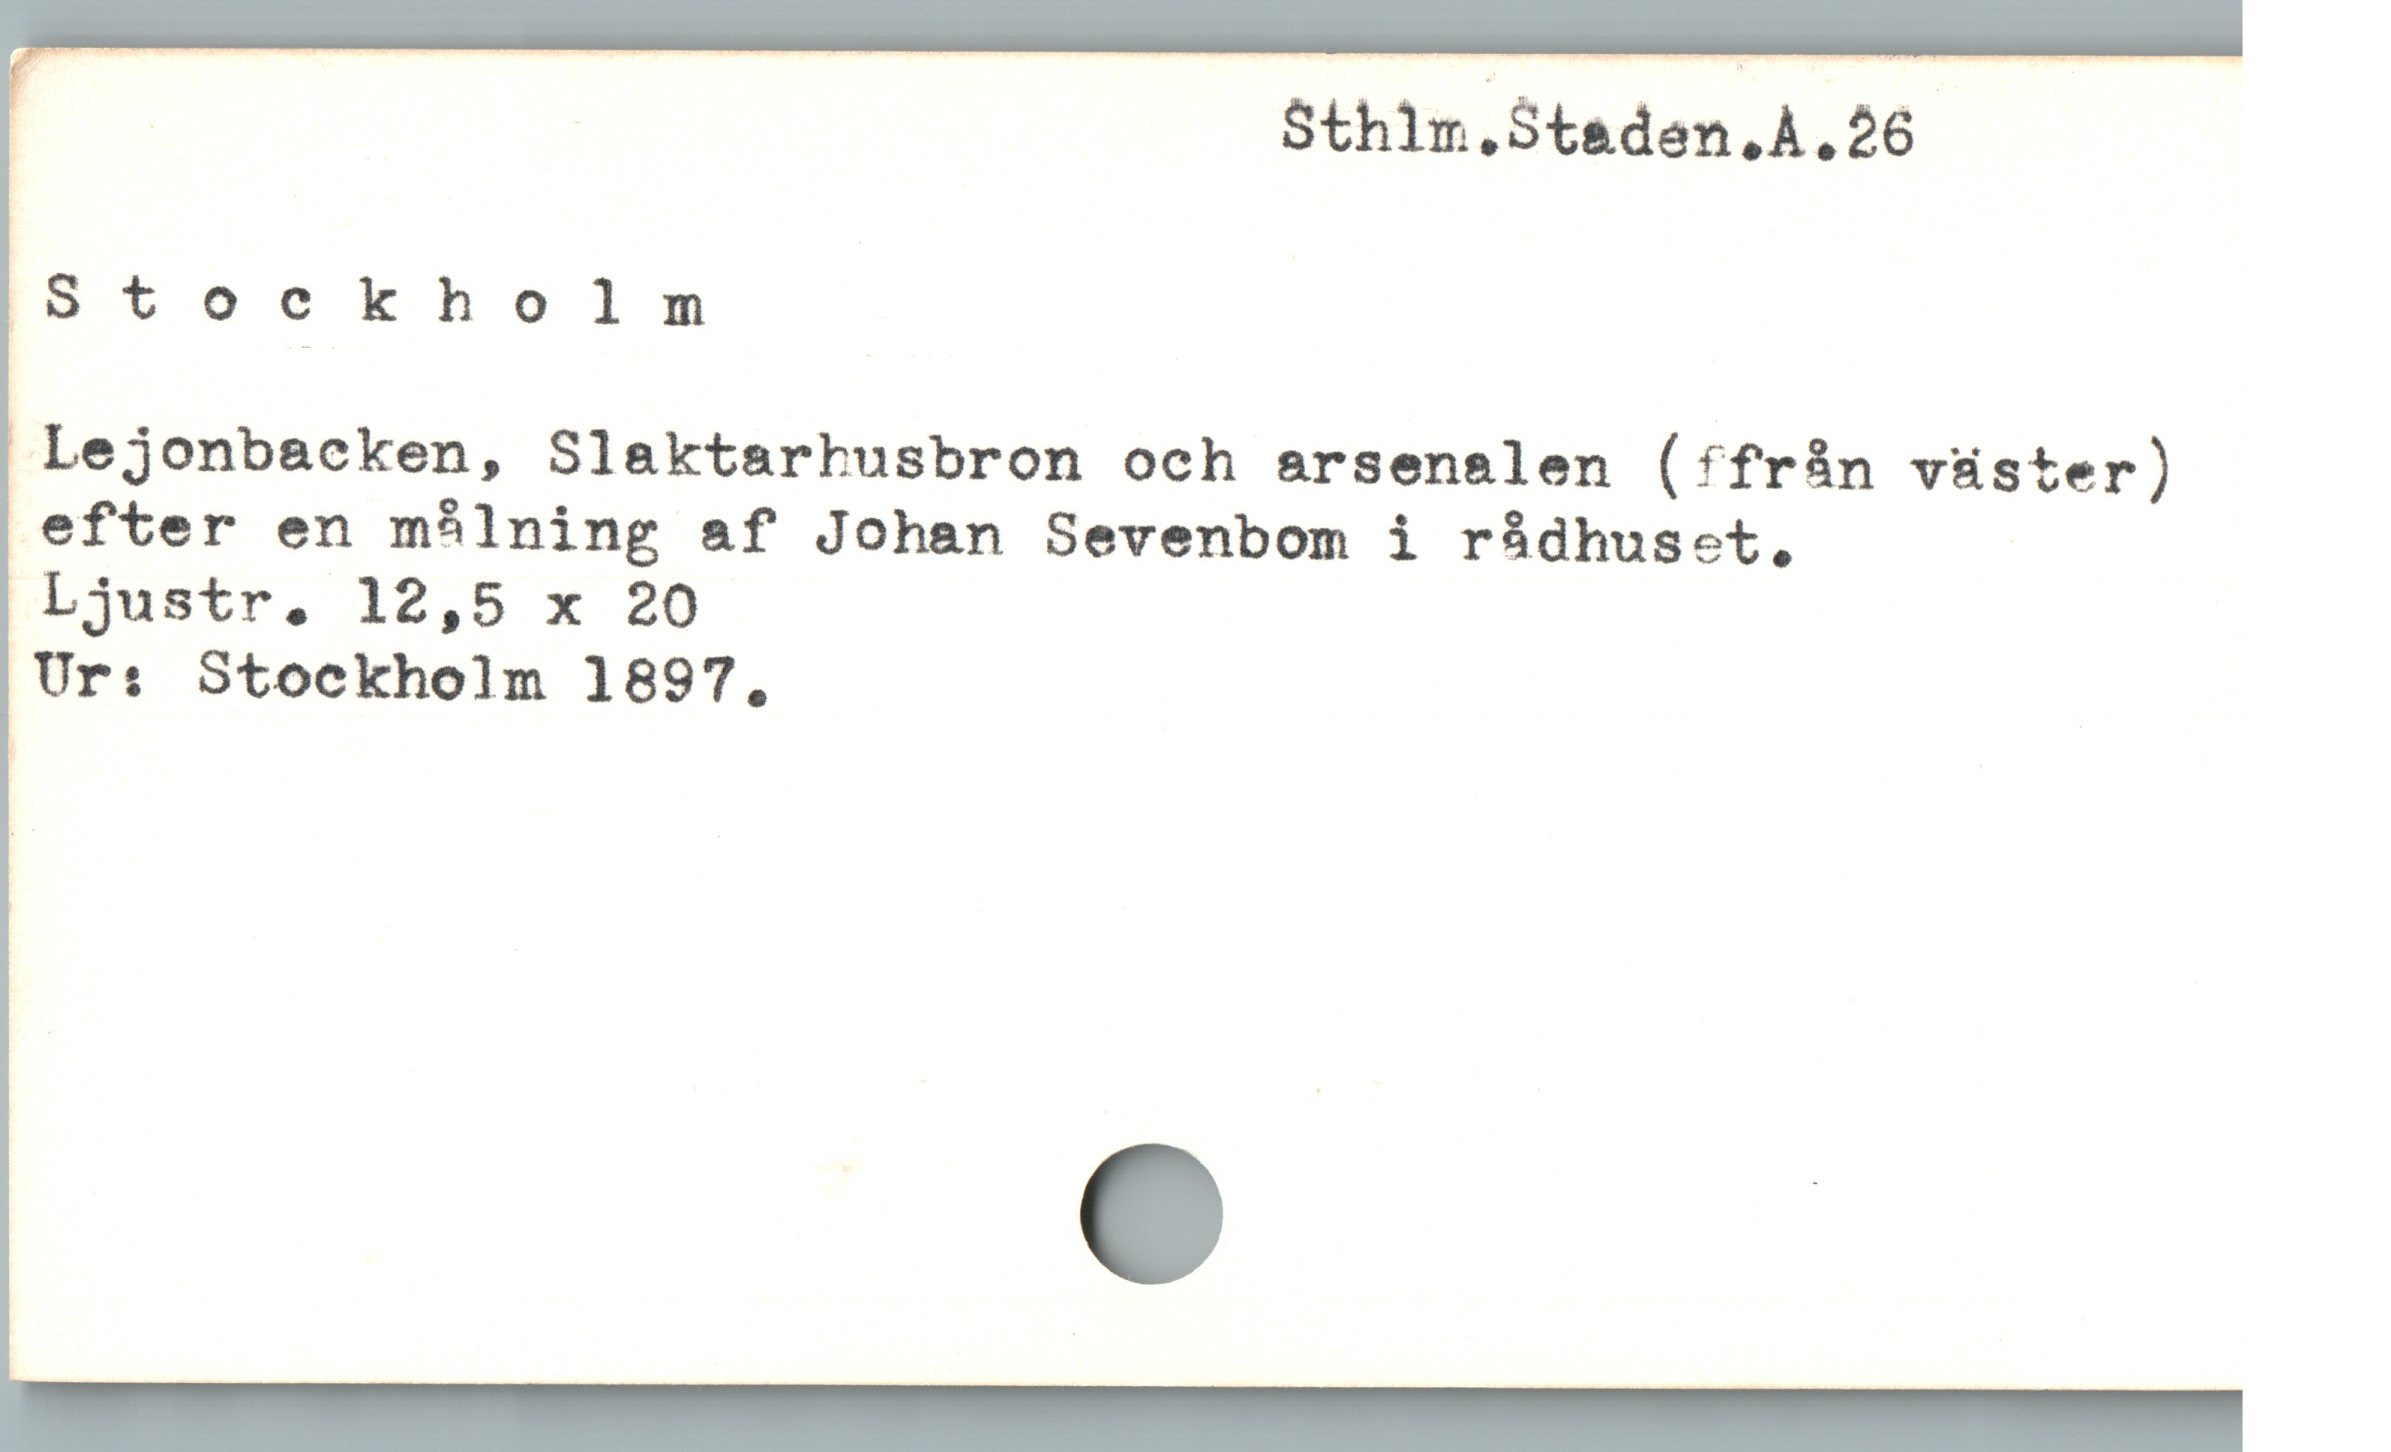 Sthlm.Staden.A.26
S t o c k h o l m
Lejonbacken, Slaktarhusbron och arsenalen (ffrån väster)
efter en målning af Johan Sevenbom i rådhuset.
Ljustr. 12,5 x 20
Ur: Stockholm 1897.